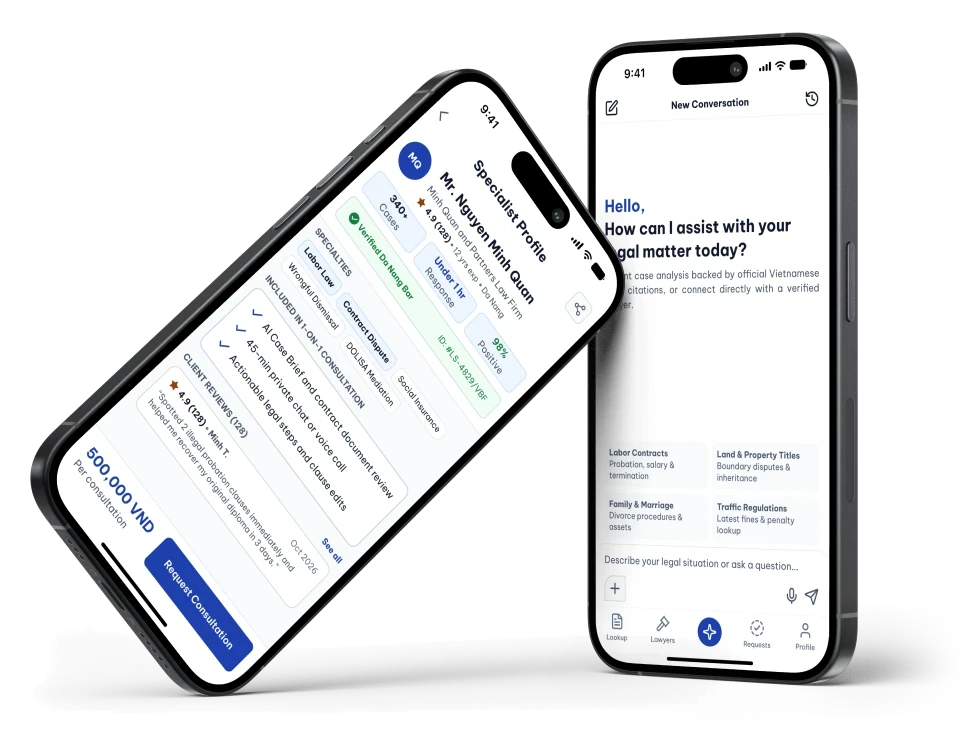 9:41
Specialist Profile
MQ
Mr. Nguyen Minh Quan
Minh Quan and Partners Law Firm
4.9 (128) • 12 yrs exp • Da Nang
340+
Cases
Under 1 hr
Response
98%
Positive
Verified Da Nang Bar
ID: #LS-4829/VBF
SPECIALTIES
Labor Law
Contract Dispute
Social Insurance
Wrongful Dismissal
DOLISA Mediation
INCLUDED IN 1-ON-1 CONSULTATION
AI Case Brief and contract document review
45-min private chat or voice call
Actionable legal steps and clause edits
CLIENT REVIEWS (128)
See all
4.9 (128) • Minh T.
Oct 2026
"Spotted 2 illegal probation clauses immediately and
helped me recover my original diploma in 3 days."
500,000 VND
Per consultation
Request Consultation
9:41
New Conversation
Hello,
How can I assist with your
gal matter today?
nt case analysis backed by official Vietnamese
citations, or connect directly with a verified
yer.
Labor Contracts
Probation, salary &
termination
Land & Property Titles
Boundary disputes &
inheritance
Family & Marriage
Divorce procedures &
assets
Traffic Regulations
Latest fines & penalty
lookup
Describe your legal situation or ask a question...
Lookup
Lawyers
Requests
Profile